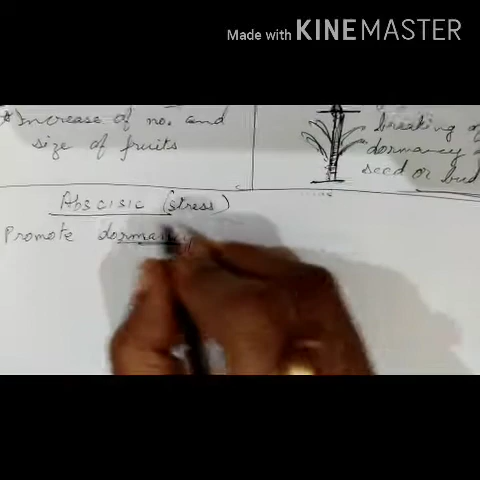 Made with KINEMASTER
* Increase of no. and
size of fruits
breaking of
dormancy
seed or bud
Abscisic (stress)
Promote dormancy